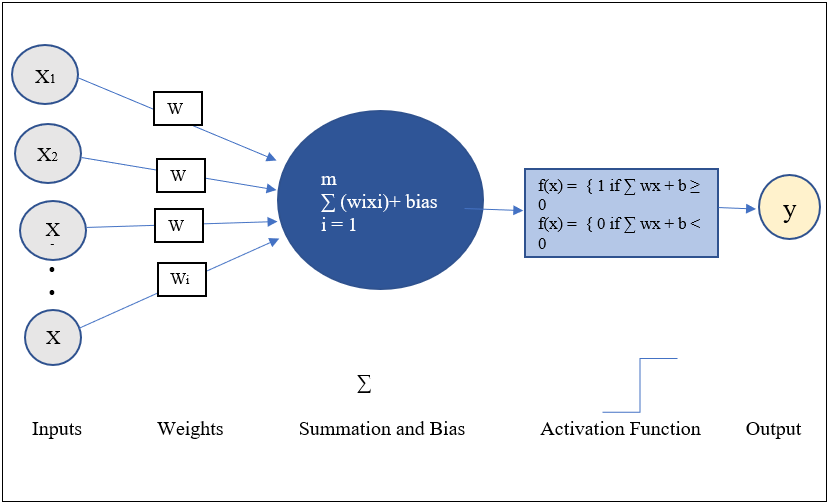 X1
W
X2
W
X
W
X
Wi
m
∑ (wixi)+ bias
i = 1
f(x) = { 1 if ∑ wx + b ≥
0
f(x) = { 0 if ∑ wx + b <
0
y
∑
Inputs Weights Summation and Bias Activation Function Output